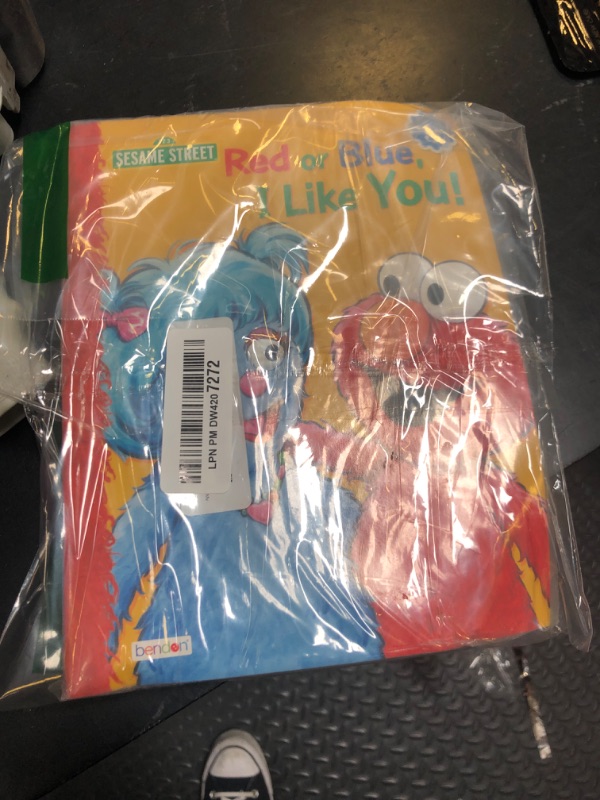 SESAME STREET
Red or Blue,
I Like You!
LPN PM DW420 7272
bendon